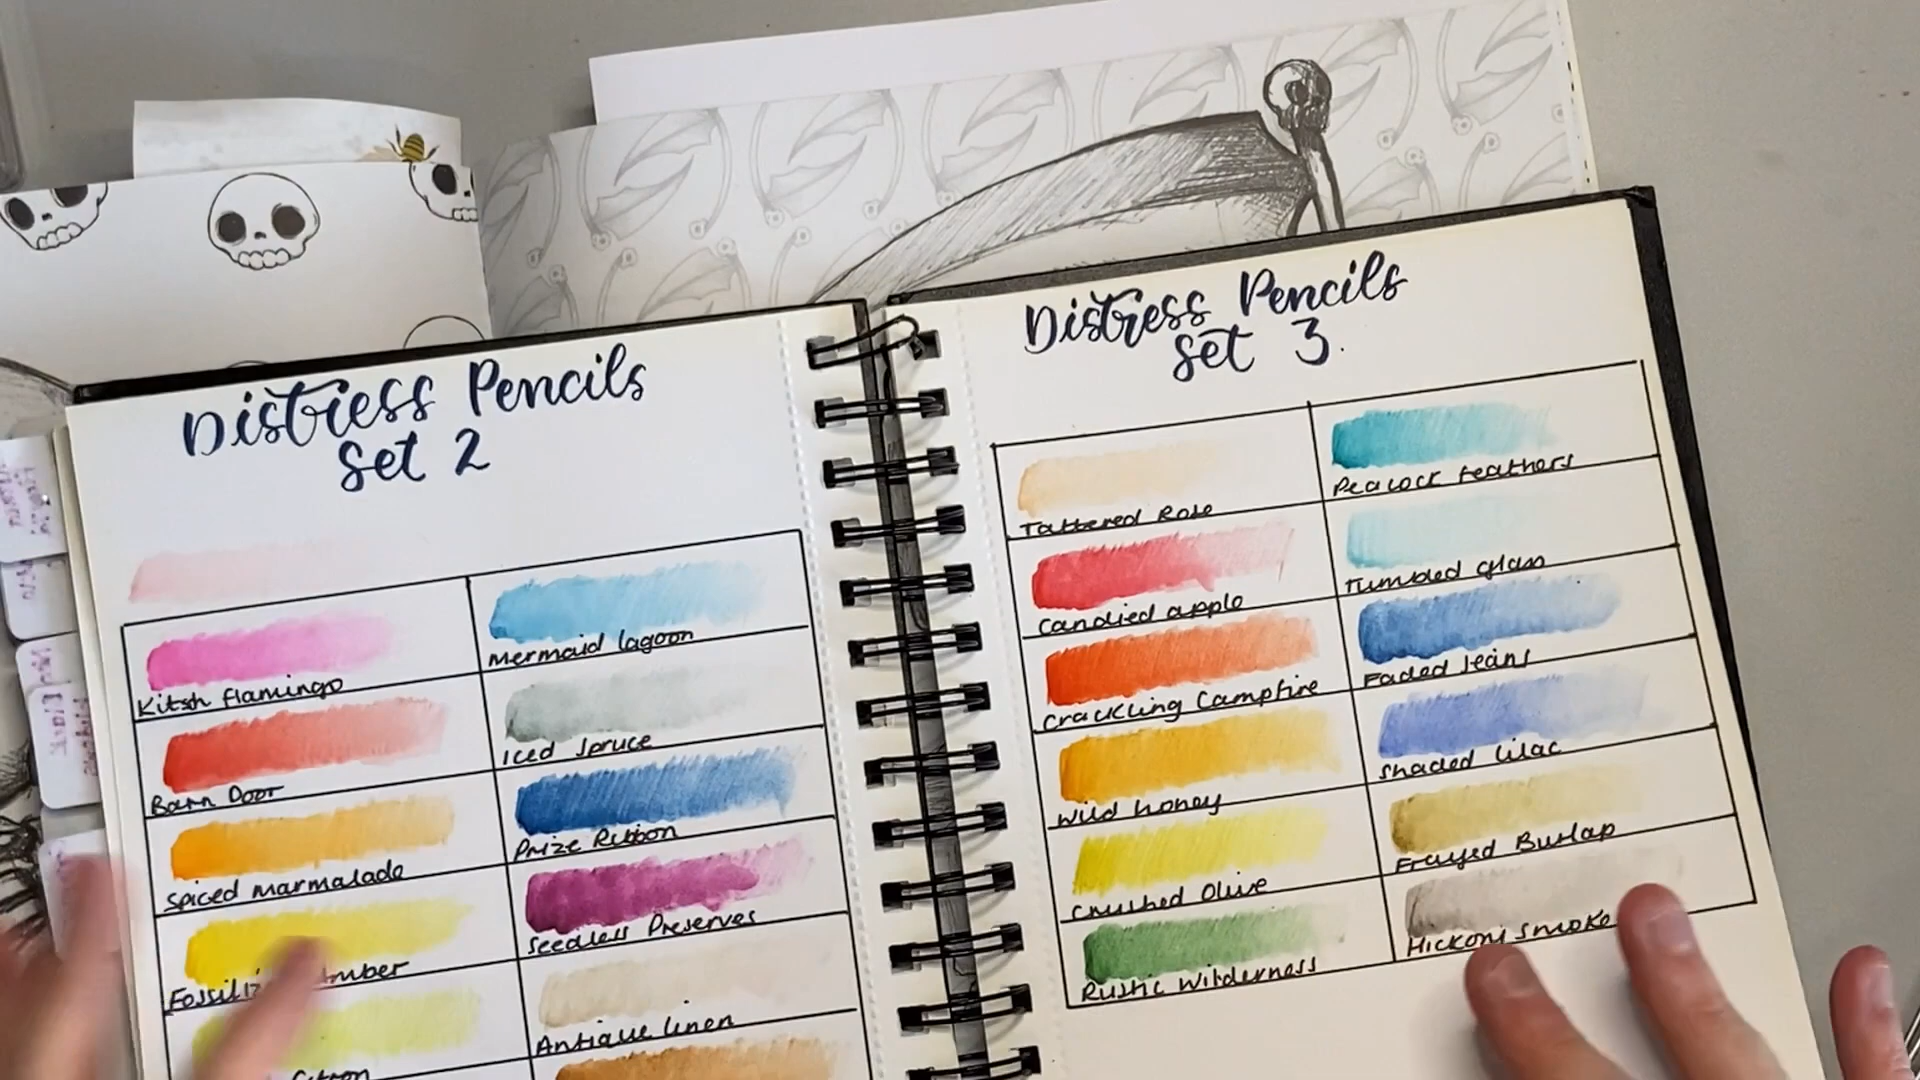 Distress Pencils
set 2
Kitsch flamingo
Barn Door
Spiced marmalade
Mermaid lagoon
Iced Spruce
Prize Ribbon
Seedless Preserves
Antique linen
Distress Pencils
set 3.
Tattered Rose
Candied apple
Crackling Campfire
Wild honey
Crushed Olive
Rustic Wilderness
Peacock feathers
Tumbled glass
Faded Jeans
Shaded lilac
Frayed Burlap
Hickory smoke